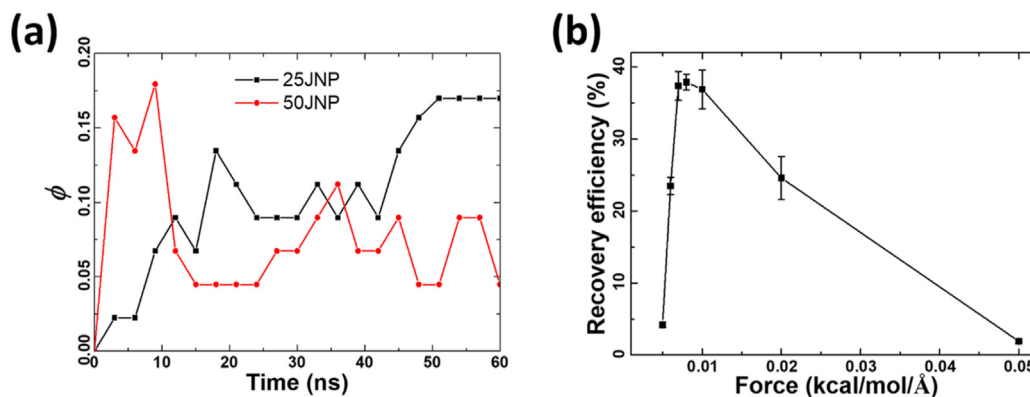 (a)
0.20
0.15
0.10
0.05
0.00
ϕ
25JNP
50JNP
0 10 20 30 40 50 60
Time (ns)
(b)
40
30
20
10
0
Recovery efficiency (%)
0.01 0.02 0.03 0.04 0.05
Force (kcal/mol/Å)